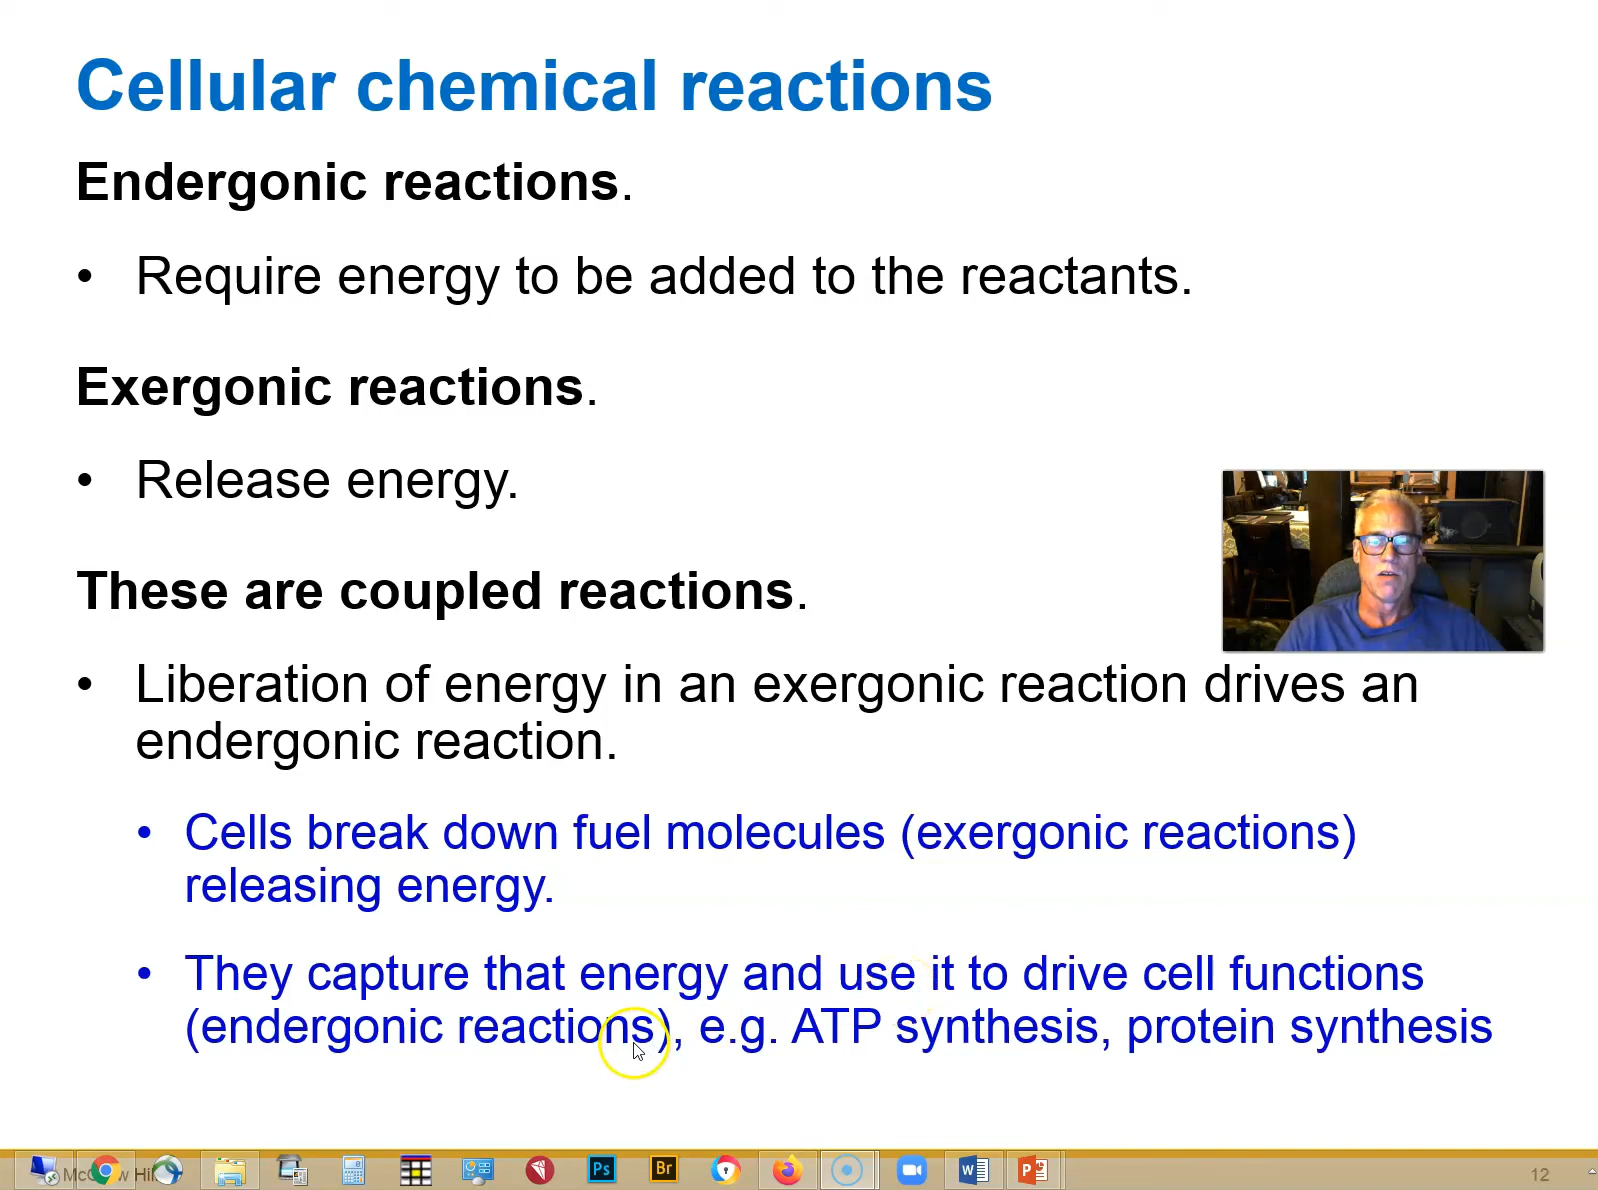 Cellular chemical reactions
Endergonic reactions.
• Require energy to be added to the reactants.
Exergonic reactions.
• Release energy.
These are coupled reactions.
• Liberation of energy in an exergonic reaction drives an
endergonic reaction.
• Cells break down fuel molecules (exergonic reactions)
releasing energy.
• They capture that energy and use it to drive cell functions
(endergonic reactions), e.g. ATP synthesis, protein synthesis
Ps
Br
W
P
12